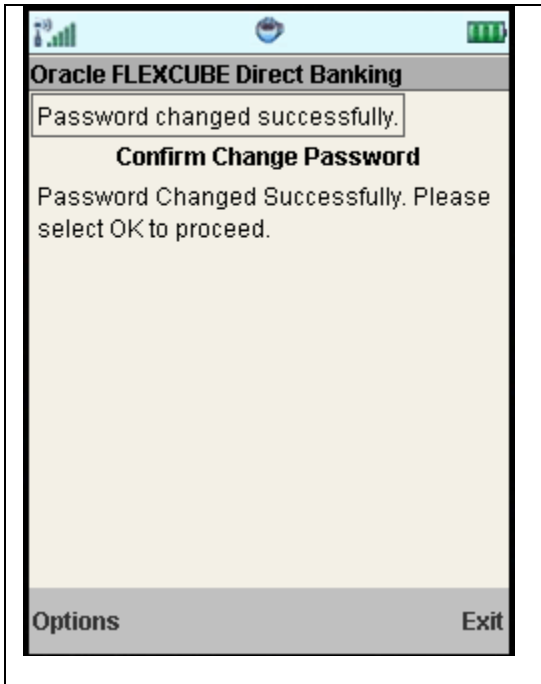 Oracle FLEXCUBE Direct Banking
Password changed successfully.
Confirm Change Password
Password Changed Successfully. Please
select OK to proceed.
Options Exit